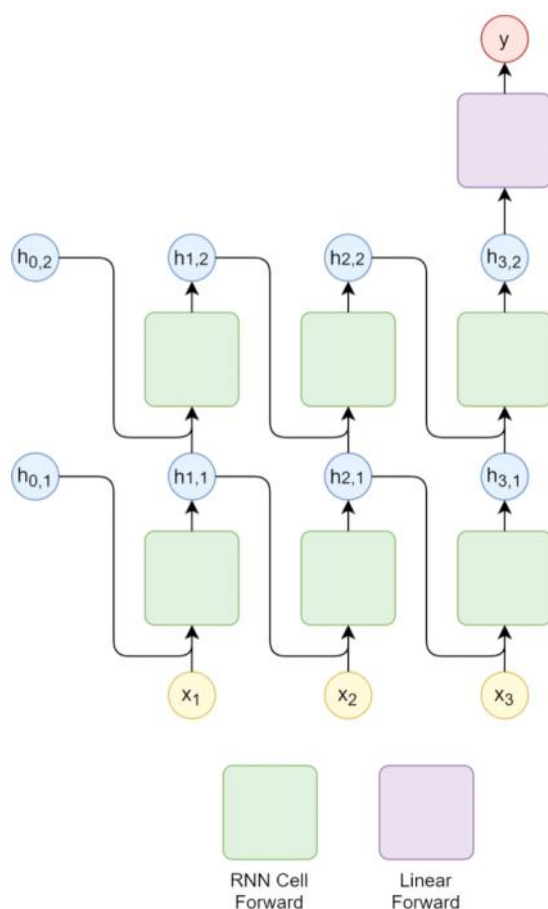 y
h0,2
h1,2
h2,2
h3,2
h0,1
h1,1
h2,1
h3,1
x1
x2
x3
RNN Cell
Forward
Linear
Forward